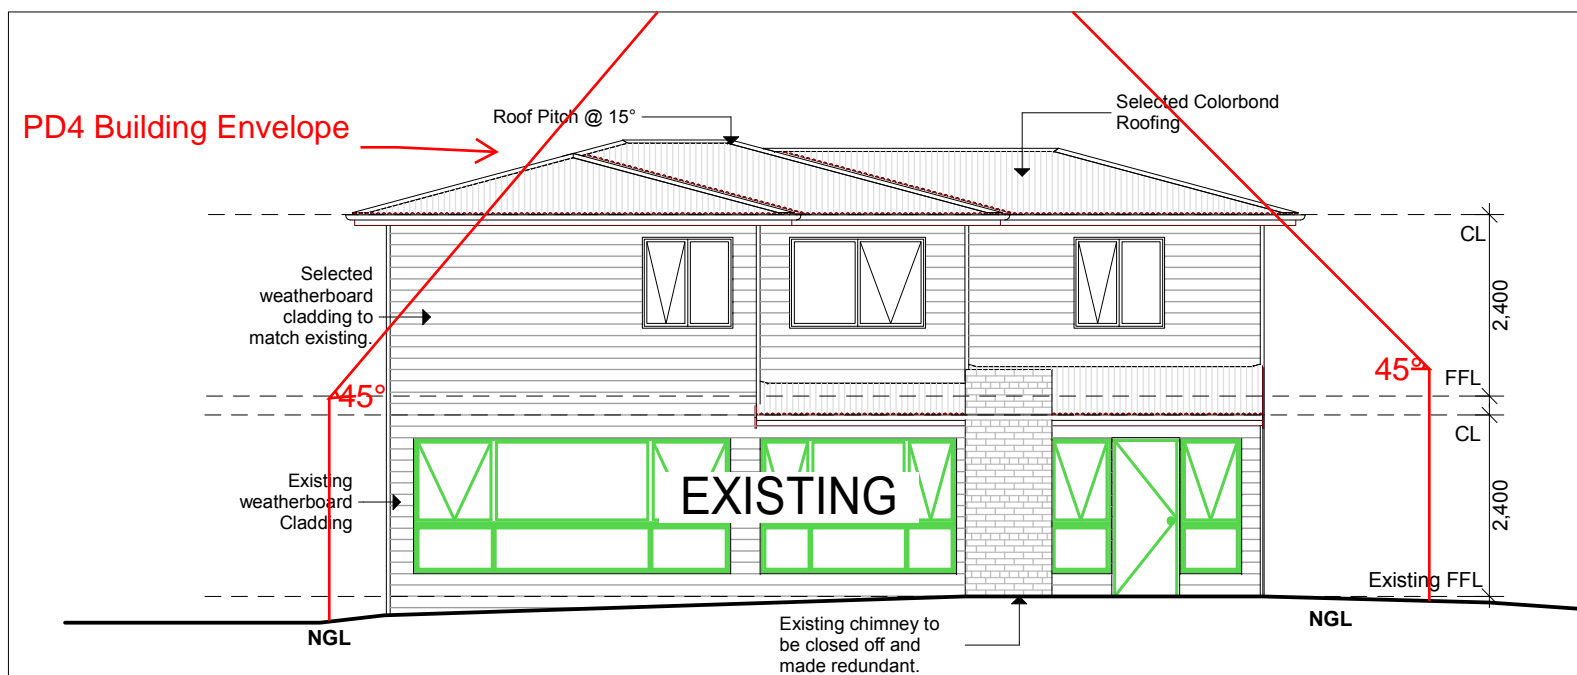 PD4 Building Envelope
Roof Pitch @ 15°
Selected Colorbond
Roofing
Selected
weatherboard
cladding to
match existing.
CL
2,400
FFL
45°
45°
CL
2,400
Existing FFL
Existing
weatherboard
Cladding
EXISTING
NGL
NGL
Existing chimney to
be closed off and
made redundant.